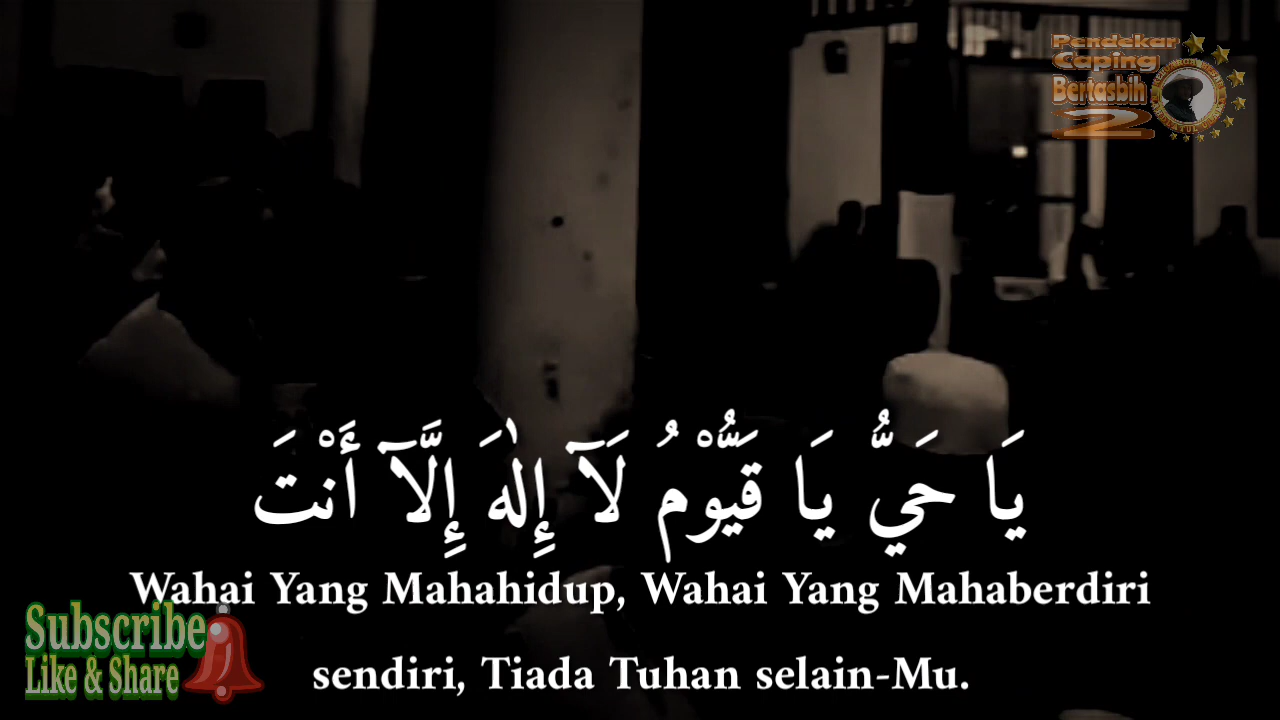 Pendekar
Caping
Bertasbih
2
يَا حَيُّ يَا قَيُّوْمُ لَآ إِلٰهَ إِلَّآ أَنْتَ
Wahai Yang Mahahidup, Wahai Yang Mahaberdiri
sendiri, Tiada Tuhan selain-Mu.
Subscribe
Like & Share